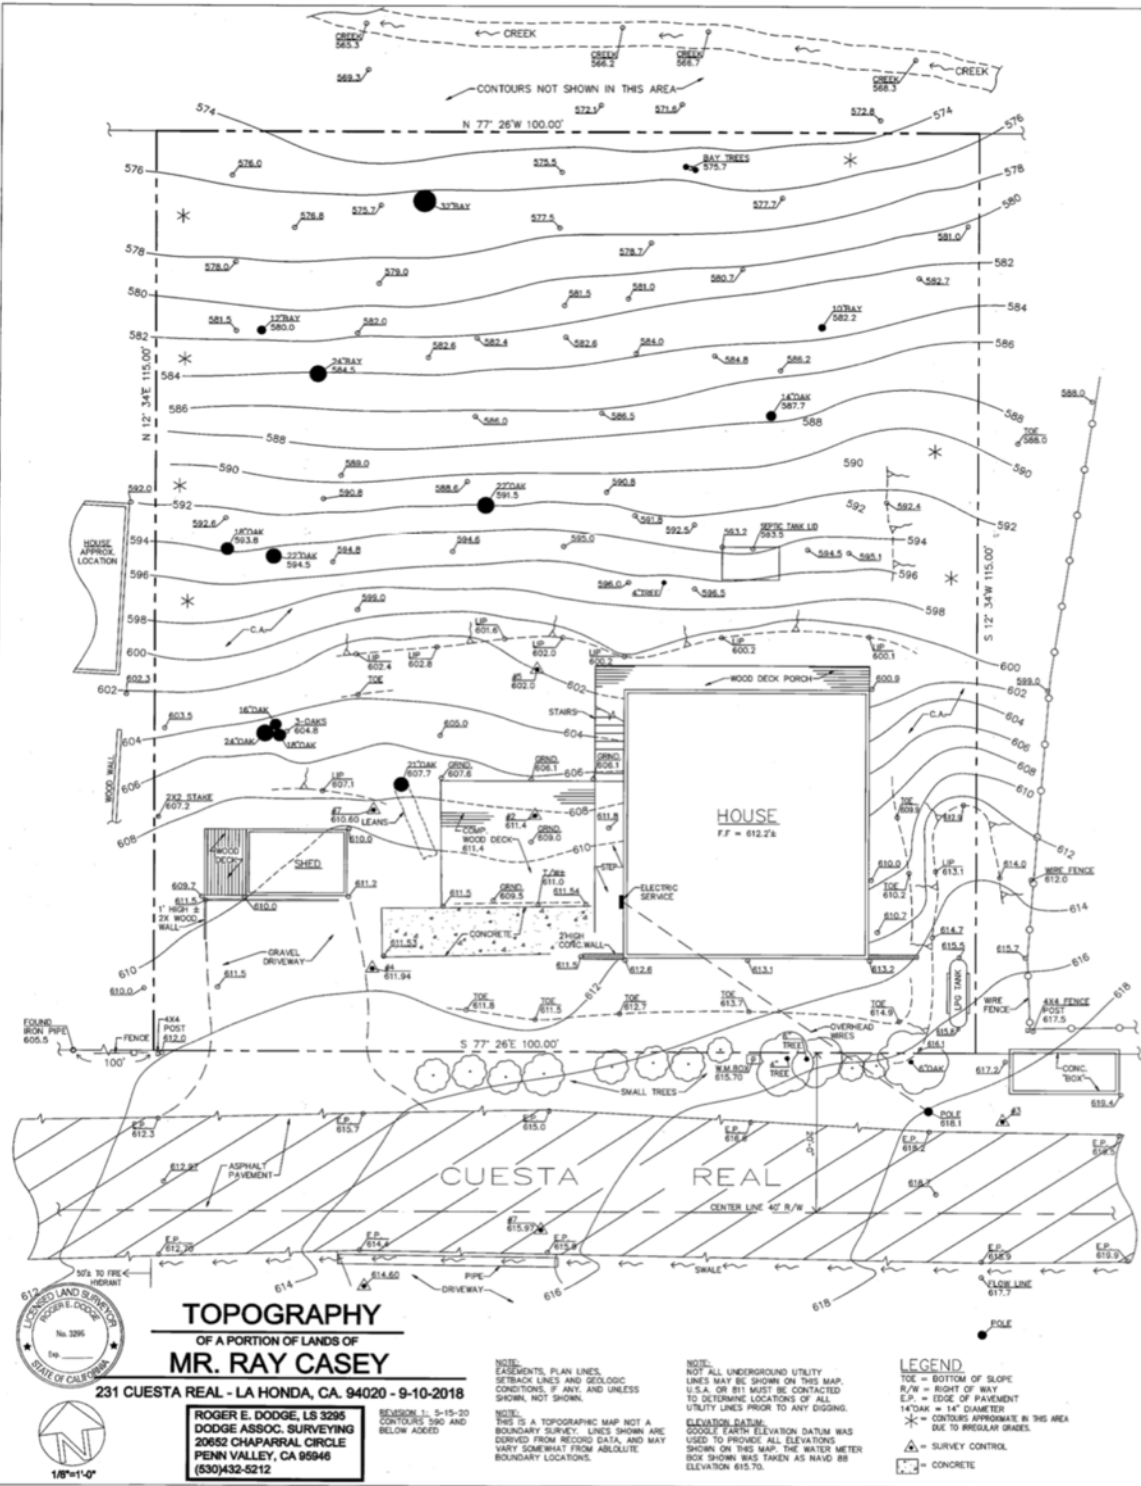 CREEK
565.3
CREEK
CREEK
566.2
CREEK
566.7
CREEK
568.3
CREEK
569.3
CONTOURS NOT SHOWN IN THIS AREA
574
572.1
571.6
572.8
574
576
N 77° 26'W 100.00'
576
576.0
575.5
BAY TREES
575.7
578
576.8
575.7
32"BAY
577.5
577.7
580
578
578.0
579.0
578.7
580.7
581.0
582
580
581.5
581.0
582.7
584
581.5
12"BAY
580.0
582.0
10"BAY
582.2
582
582.6
582.4
582.6
584.0
584.8
586.2
586
N 12° 34'E 115.00'
584
24"BAY
584.5
586
586.0
586.5
14"OAK
587.7
588
588
588.0
TOE
588.0
588
590
589.0
590.8
588.6
22"OAK
591.5
590.8
590
590
592.0
592
592.6
18"OAK
593.8
591.8
592.5
592
592.4
592
HOUSE
APPROX.
LOCATION
594
22"OAK
594.5
594.8
594.6
595.0
593.2
SEPTIC TANK LID
593.5
594.5
595.1
594
596
596.0
4"TREE
596.5
596
S 12° 34'W 115.00'
598
599.0
598
C.A.
600
LIP
602.4
LIP
602.8
LIP
601.6
LIP
602.0
LIP
600.2
LIP
600.2
LIP
600.1
600
602.3
602
TOE
#5
602.0
602
WOOD DECK PORCH
600.9
602
599.0
603.5
STAIRS
C.A.
604
16"OAK
3-OAKS
604.8
24"OAK
18"OAK
605.0
604
604
606
606
WOOD WALL
LIP
607.1
21"OAK
607.7
GRND.
607.6
GRND.
606.1
606
GRND.
606.1
608
610
2X2 STAKE
607.2
#7
610.60
LEANS
#2
611.4
608
611.8
HOUSE
F.F = 612.2'±
TOE
609.9
612.9
608
WOOD
DECK
SHED
610.0
COMP.
WOOD DECK
611.4
GRND
609.0
610
STEP
612
609.7
611.5
1' HIGH ±
2X WOOD
WALL
610.0
611.2
611.5
GRND
609.5
T/W±
611.0
611.54
ELECTRIC
SERVICE
610.0
TOE
610.2
LIP
613.1
614.0
WIRE FENCE
612.0
614
CONCRETE
2'HIGH
CONC.WALL
610.7
614.7
610
GRAVEL
DRIVEWAY
611.53
#4
611.94
611.5
612.6
613.1
613.2
615.5
615.7
616
610.0
611.5
TOE
611.8
TOE
611.5
612
TOE
612.7
TOE
613.7
TOE
614.9
LPG TANK
WIRE
FENCE
4X4 FENCE
POST
617.5
618
FOUND
IRON PIPE
605.5
FENCE
4X4
POST
612.0
100'
S 77° 26'E 100.00'
OVERHEAD
WIRES
615.8
616.1
SMALL TREES
W.M.BOX
615.70
6"
TREE
4"
TREE
6"OAK
617.2
CONC.
"BOX"
619.4
POLE
618.1
#3
E.P.
612.3
E.P.
615.7
E.P.
615.0
E.P.
E.P.
618.2
E.P.
612.97
ASPHALT
PAVEMENT
CUESTA REAL
20'-0"
618.7
CENTER LINE 40' R/W
#7
615.97
E.P.
612.70
E.P.
614.4
E.P.
E.P.
618.9
E.P.
619.9
50'± TO FIRE
HYDRANT
612
614
614.60
PIPE
DRIVEWAY
616
SWALE
618
FLOW LINE
617.7
POLE
LICENSED LAND SURVEYOR
ROGER E. DODGE
No. 3295
Exp.
STATE OF CALIFORNIA
TOPOGRAPHY
OF A PORTION OF LANDS OF
MR. RAY CASEY
231 CUESTA REAL - LA HONDA, CA. 94020 - 9-10-2018
N
1/8"=1'-0"
ROGER E. DODGE, LS 3295
DODGE ASSOC. SURVEYING
20652 CHAPARRAL CIRCLE
PENN VALLEY, CA 95946
(530)432-5212
REVISION 1: 5-15-20
CONTOURS 590 AND
BELOW ADDED
NOTE:
EASEMENTS, PLAN LINES,
SETBACK LINES AND GEOLOGIC
CONDITIONS, IF ANY, AND UNLESS
SHOWN, NOT SHOWN.
NOTE:
THIS IS A TOPOGRAPHIC MAP NOT A
BOUNDARY SURVEY. LINES SHOWN ARE
DERIVED FROM RECORD DATA, AND MAY
VARY SOMEWHAT FROM ABSOLUTE
BOUNDARY LOCATIONS.
NOTE:
NOT ALL UNDERGROUND UTILITY
LINES MAY BE SHOWN ON THIS MAP.
U.S.A. OR 811 MUST BE CONTACTED
TO DETERMINE LOCATIONS OF ALL
UTILITY LINES PRIOR TO ANY DIGGING.
ELEVATION DATUM:
GOOGLE EARTH ELEVATION DATUM WAS
USED TO PROVIDE ALL ELEVATIONS
SHOWN ON THIS MAP. THE WATER METER
BOX SHOWN WAS TAKEN AS NAVD 88
ELEVATION 615.70.
LEGEND
TOE = BOTTOM OF SLOPE
R/W = RIGHT OF WAY
E.P. = EDGE OF PAVEMENT
14"OAK = 14" DIAMETER
= CONTOURS APPROXIMATE IN THIS AREA
DUE TO IRREGULAR GRADES.
= SURVEY CONTROL
= CONCRETE